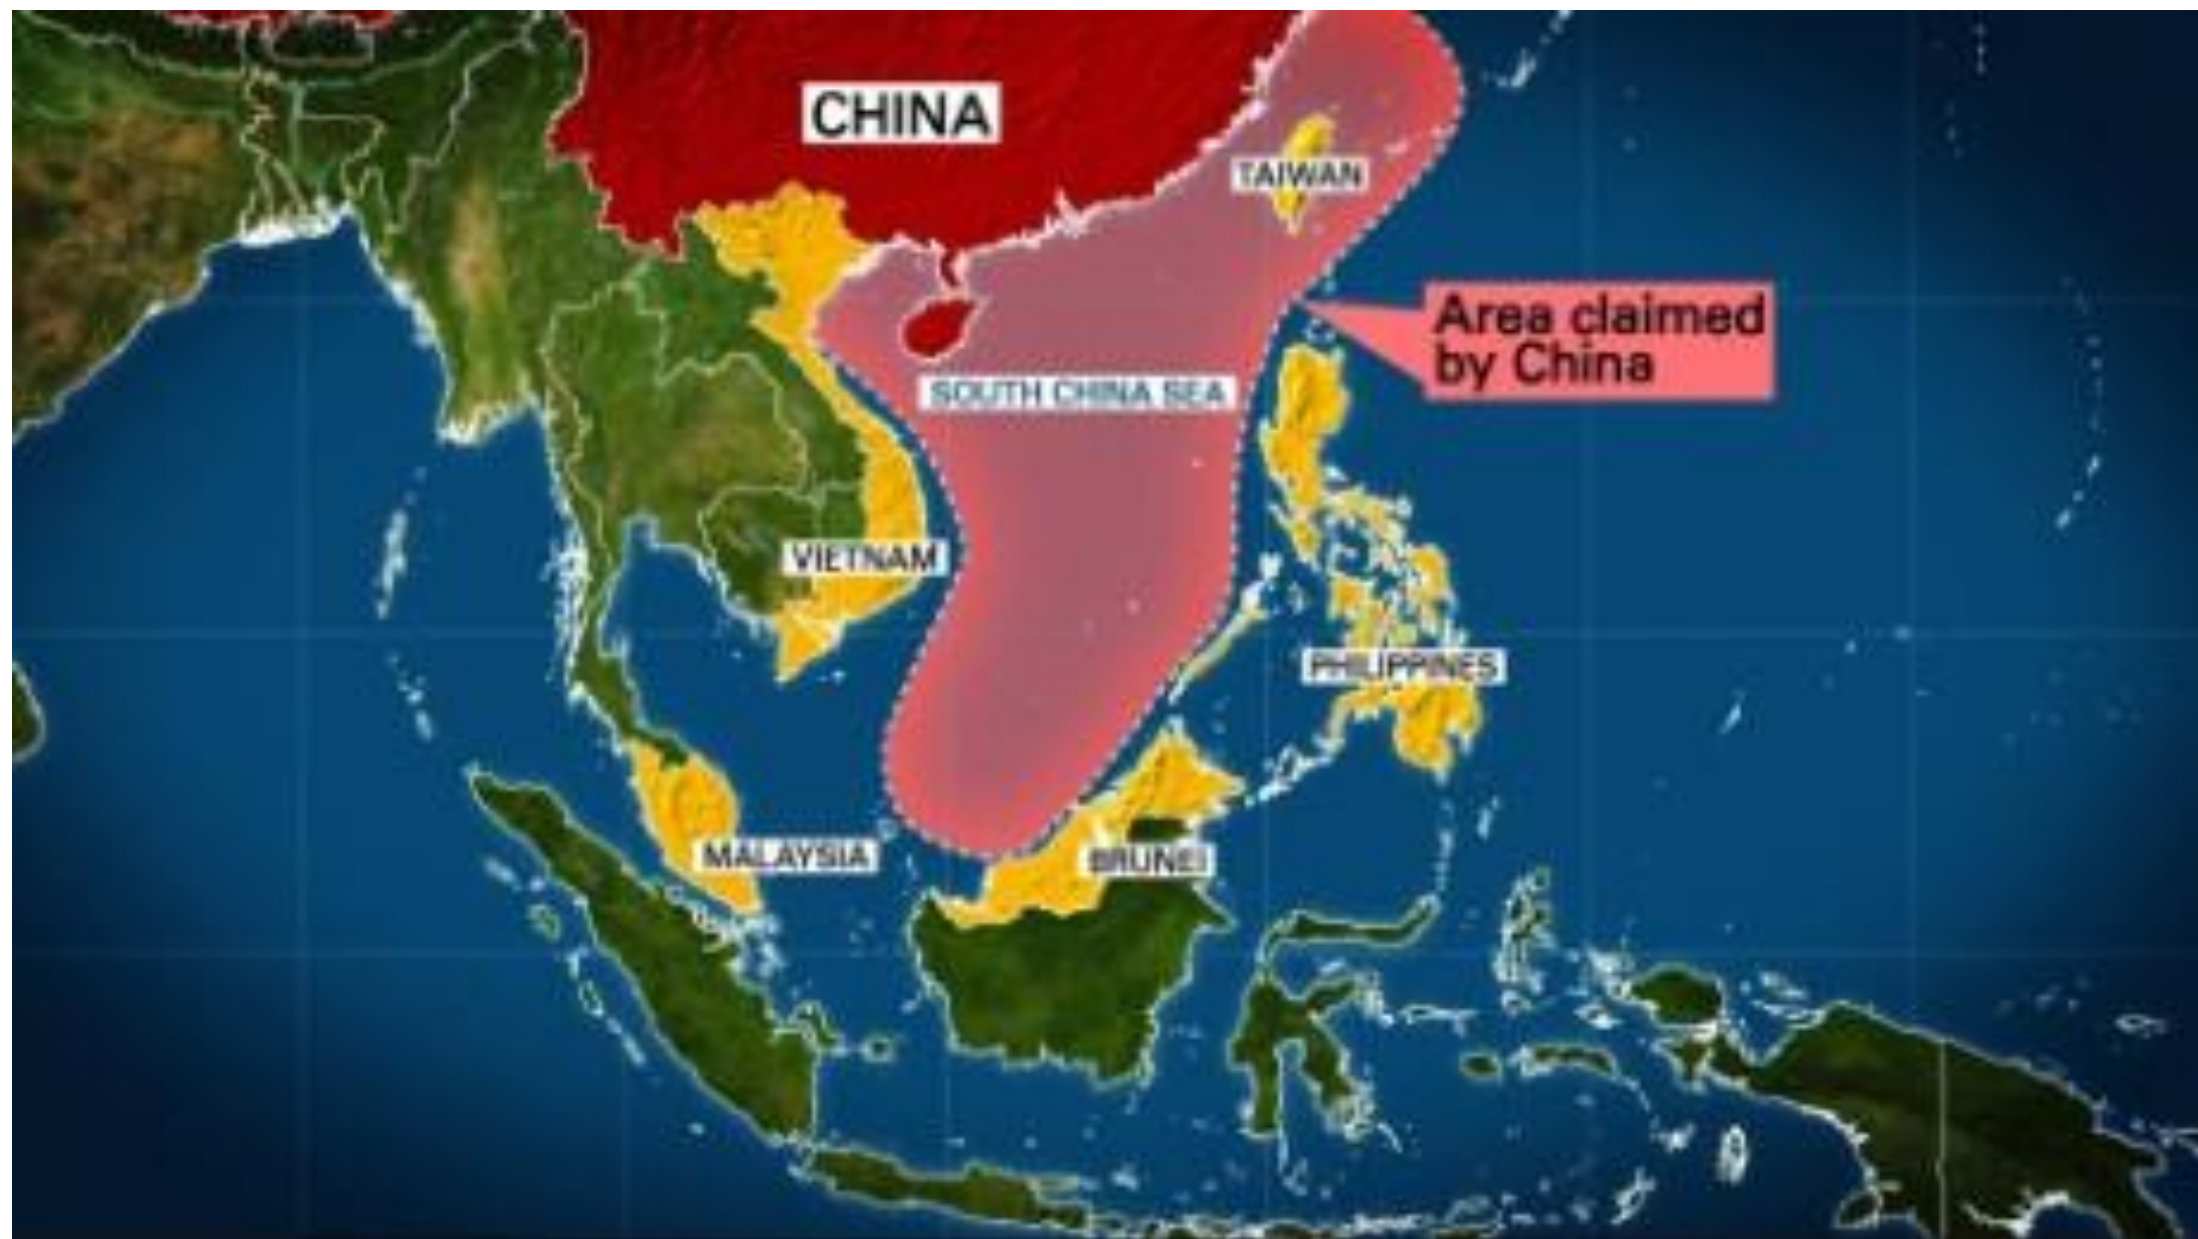 CHINA
TAIWAN
Area claimed
by China
SOUTH CHINA SEA
VIETNAM
PHILIPPINES
MALAYSIA
BRUNEI